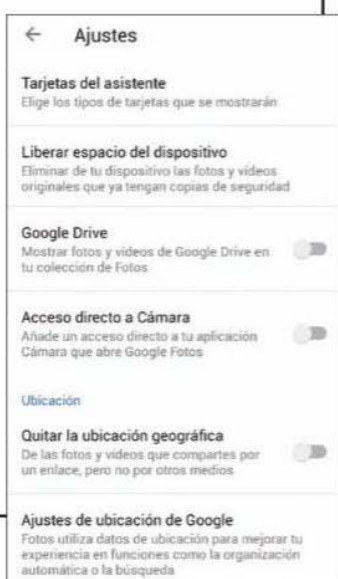 Ajustes
Tarjetas del asistente
Elige los tipos de tarjetas que se mostrarán
Liberar espacio del dispositivo
Eliminar de tu dispositivo las fotos y vídeos
originales que ya tengan copias de seguridad
Google Drive
Mostrar fotos y vídeos de Google Drive en
tu colección de Fotos
Acceso directo a Cámara
Añade un acceso directo a tu aplicación
Cámara que abre Google Fotos
Ubicación
Quitar la ubicación geográfica
De las fotos y vídeos que compartes por
un enlace, pero no por otros medios
Ajustes de ubicación de Google
Fotos utiliza datos de ubicación para mejorar tu
experiencia en funciones como la organización
automática o la búsqueda